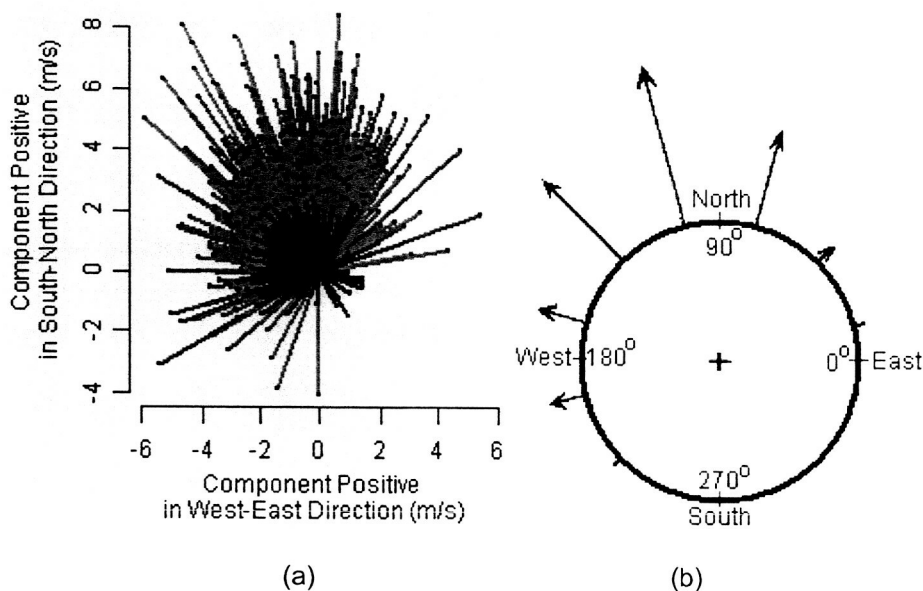 8
6
4
2
0
-2
-4
Component Positive
in South-North Direction (m/s)
-6 -4 -2 0 2 4 6
Component Positive
in West-East Direction (m/s)
(a)
North
90°
West 180°
0° East
270°
South
(b)